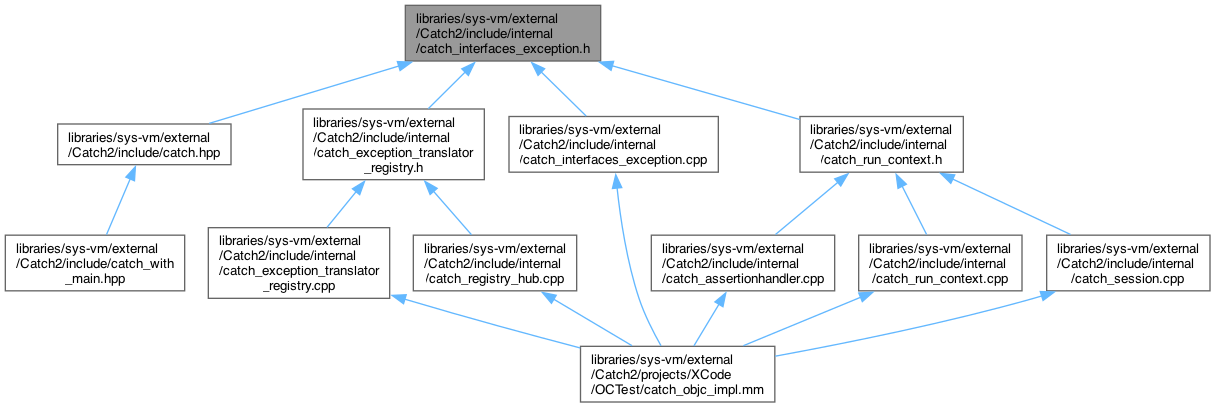 libraries/sys-vm/external
/Catch2/include/internal
/catch_interfaces_exception.h
libraries/sys-vm/external
/Catch2/include/catch.hpp
libraries/sys-vm/external
/Catch2/include/internal
/catch_exception_translator
_registry.h
libraries/sys-vm/external
/Catch2/include/internal
/catch_interfaces_exception.cpp
libraries/sys-vm/external
/Catch2/include/internal
/catch_run_context.h
libraries/sys-vm/external
/Catch2/include/catch_with
_main.hpp
libraries/sys-vm/external
/Catch2/include/internal
/catch_exception_translator
_registry.cpp
libraries/sys-vm/external
/Catch2/include/internal
/catch_registry_hub.cpp
libraries/sys-vm/external
/Catch2/include/internal
/catch_assertionhandler.cpp
libraries/sys-vm/external
/Catch2/include/internal
/catch_run_context.cpp
libraries/sys-vm/external
/Catch2/include/internal
/catch_session.cpp
libraries/sys-vm/external
/Catch2/projects/XCode
/OCTest/catch_objc_impl.mm